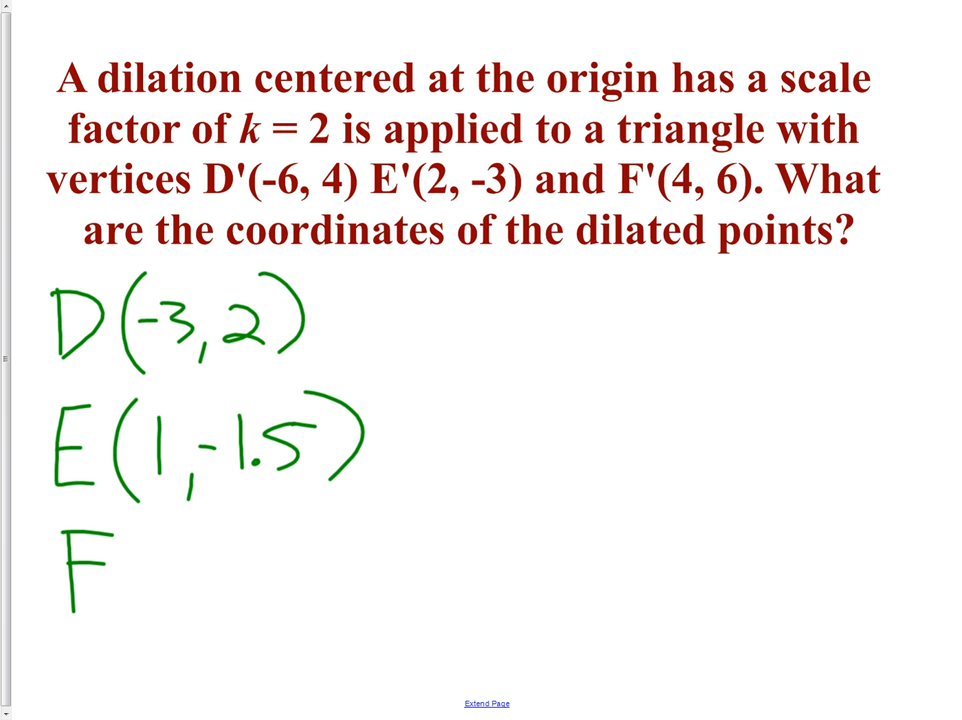 A dilation centered at the origin has a scale
factor of k = 2 is applied to a triangle with
vertices D'(-6, 4) E'(2, -3) and F'(4, 6). What
are the coordinates of the dilated points?
D(-3, 2)
E(1, -1.5)
F
Extend Page